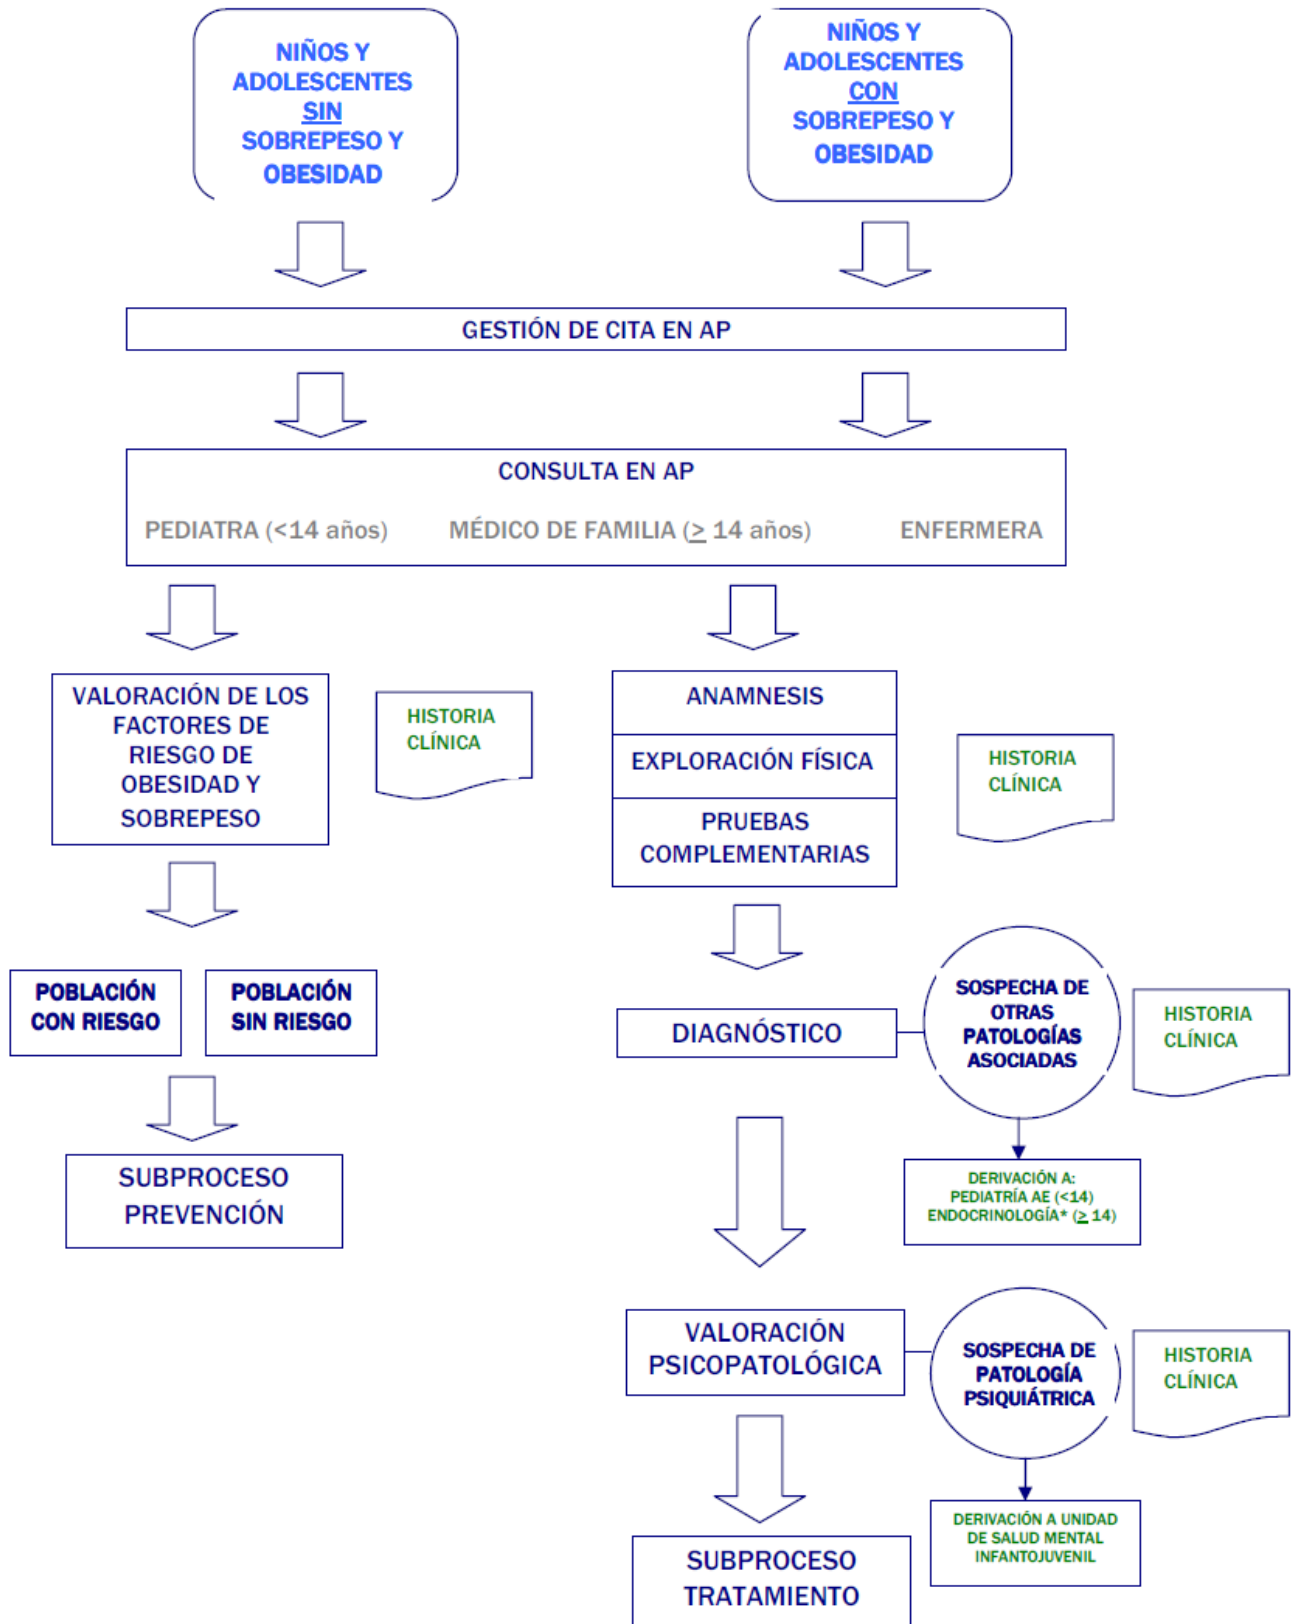 NIÑOS Y
ADOLESCENTES
SIN
SOBREPESO Y
OBESIDAD
NIÑOS Y
ADOLESCENTES
CON
SOBREPESO Y
OBESIDAD
GESTIÓN DE CITA EN AP
CONSULTA EN AP
PEDIATRA (<14 años) MÉDICO DE FAMILIA (≥ 14 años) ENFERMERA
VALORACIÓN DE LOS
FACTORES DE
RIESGO DE
OBESIDAD Y
SOBREPESO
HISTORIA
CLÍNICA
ANAMNESIS
EXPLORACIÓN FÍSICA
PRUEBAS
COMPLEMENTARIAS
HISTORIA
CLÍNICA
POBLACIÓN
CON RIESGO
POBLACIÓN
SIN RIESGO
SUBPROCESO
PREVENCIÓN
DIAGNÓSTICO
SOSPECHA DE
OTRAS
PATOLOGÍAS
ASOCIADAS
HISTORIA
CLÍNICA
DERIVACIÓN A:
PEDIATRÍA AE (<14)
ENDOCRINOLOGÍA* (≥ 14)
VALORACIÓN
PSICOPATOLÓGICA
SOSPECHA DE
PATOLOGÍA
PSIQUIÁTRICA
HISTORIA
CLÍNICA
DERIVACIÓN A UNIDAD
DE SALUD MENTAL
INFANTOJUVENIL
SUBPROCESO
TRATAMIENTO